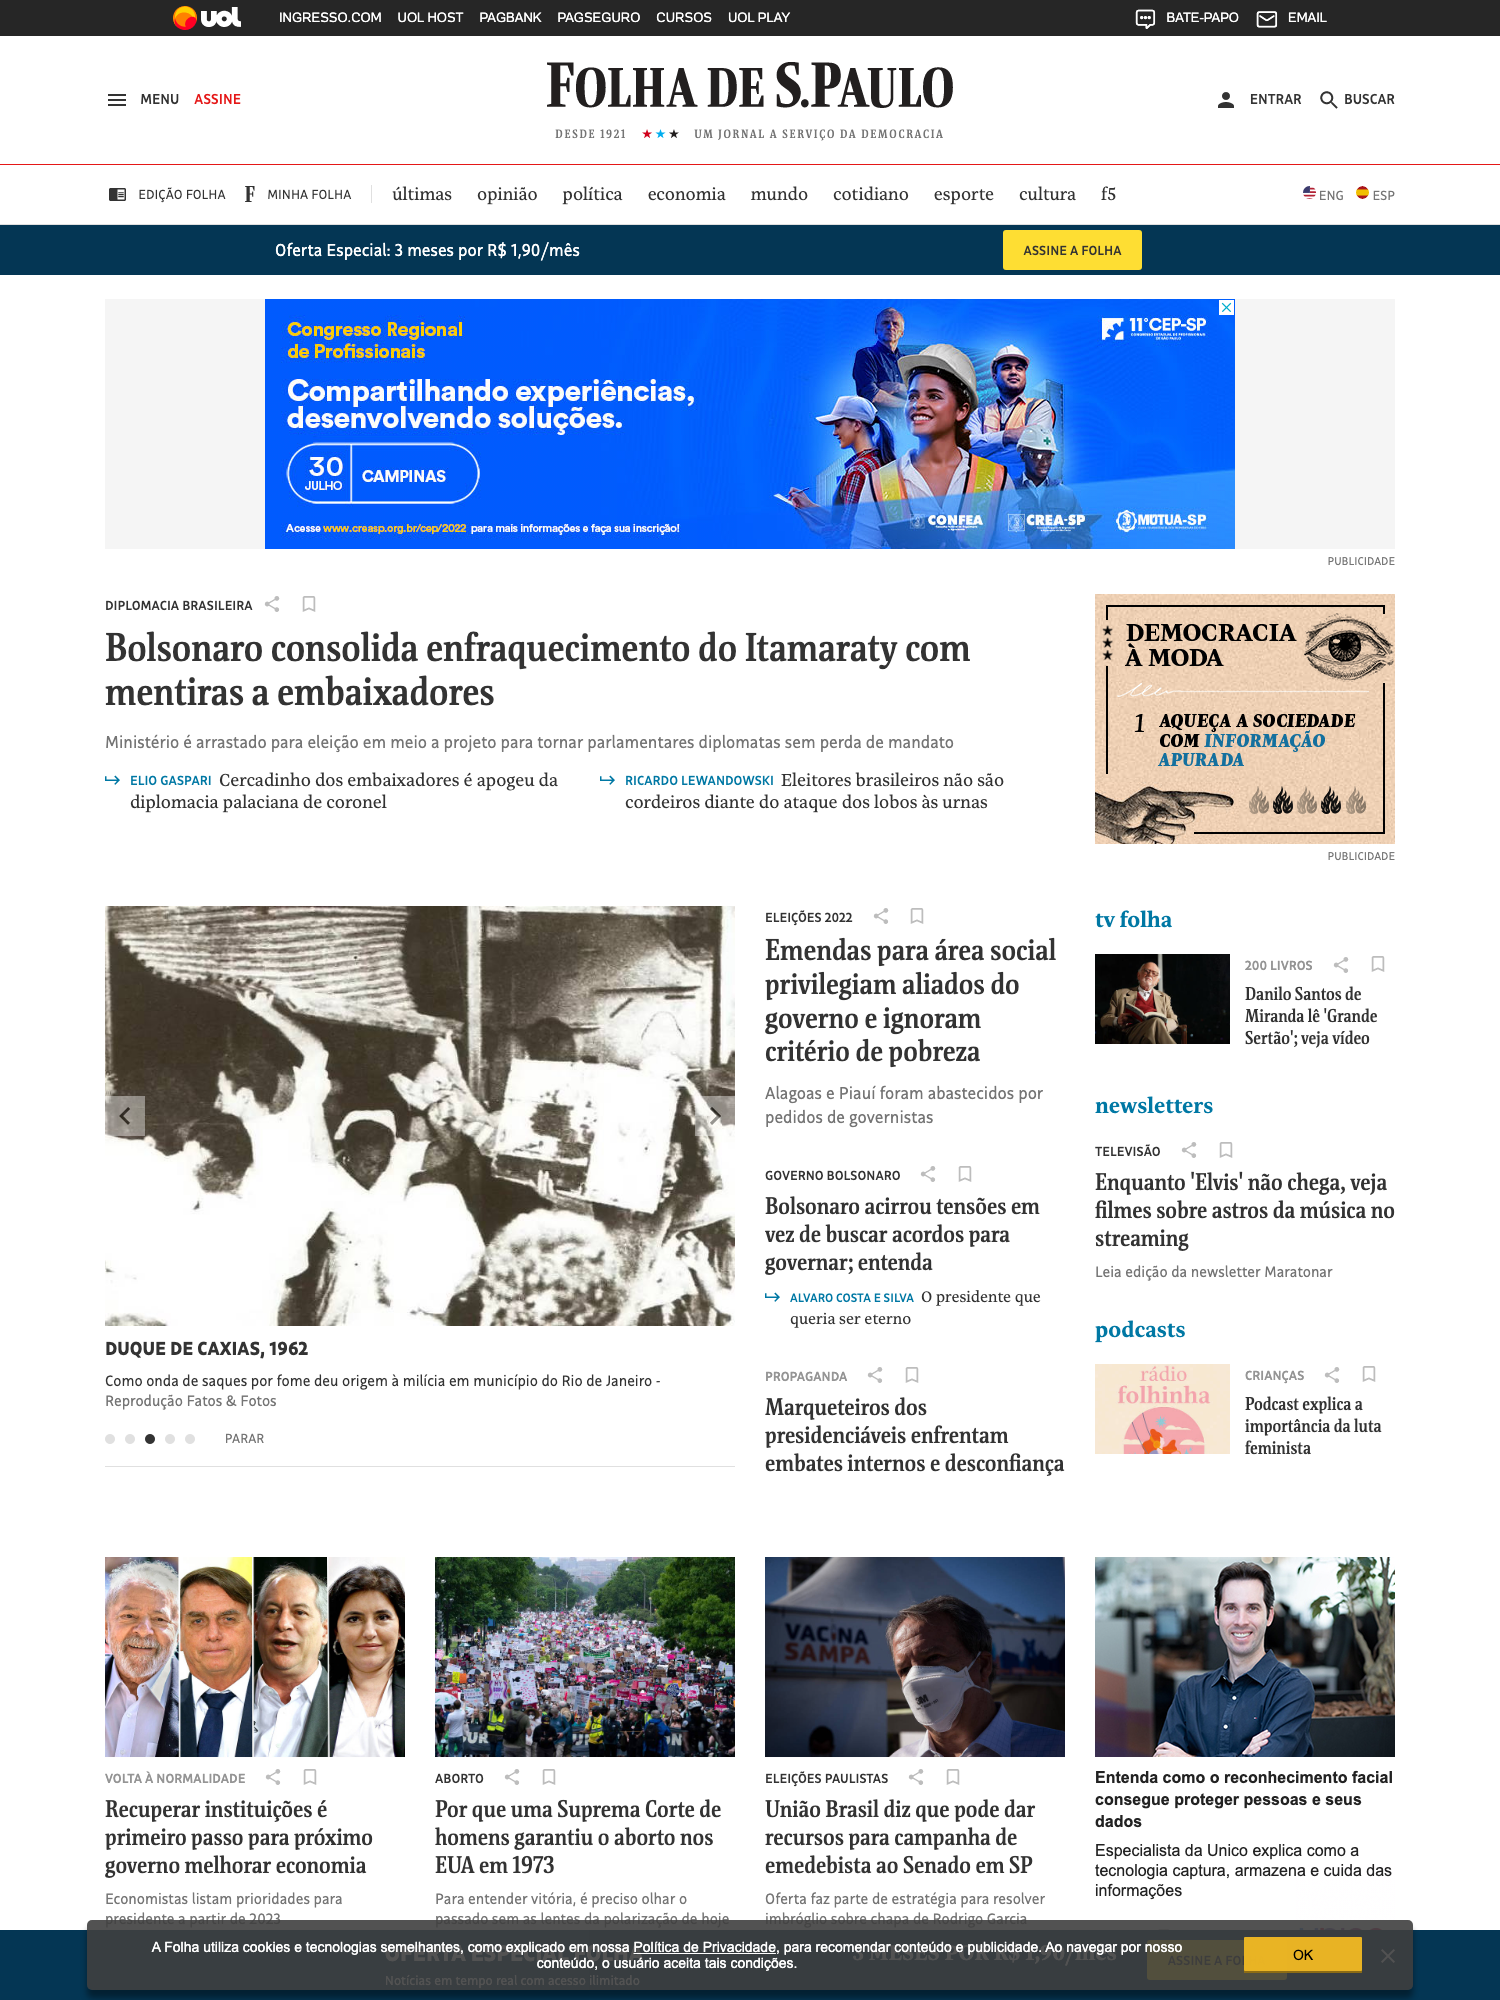 uol INGRESSO.COM UOL HOST PAGBANK PAGSEGURO CURSOS UOL PLAY BATE-PAPO EMAIL
MENU ASSINE
FOLHA DE S.PAULO
DESDE 1921 ★★★ UM JORNAL A SERVIÇO DA DEMOCRACIA
ENTRAR BUSCAR
EDIÇÃO FOLHA F MINHA FOLHA últimas opinião política economia mundo cotidiano esporte cultura f5 ENG ESP
Oferta Especial: 3 meses por R$ 1,90/mês ASSINE A FOLHA
Congresso Regional
de Profissionais
Compartilhando experiências,
desenvolvendo soluções.
30
JULHO
CAMPINAS
Acesse www.creasp.org.br/cep/2022 para mais informações e faça sua inscrição!
11°CEP-SP
CONFEA CREA-SP MUTUA-SP
PUBLICIDADE
DIPLOMACIA BRASILEIRA
Bolsonaro consolida enfraquecimento do Itamaraty com
mentiras a embaixadores
Ministério é arrastado para eleição em meio a projeto para tornar parlamentares diplomatas sem perda de mandato
ELIO GASPARI Cercadinho dos embaixadores é apogeu da
diplomacia palaciana de coronel
RICARDO LEWANDOWSKI Eleitores brasileiros não são
cordeiros diante do ataque dos lobos às urnas
DEMOCRACIA
À MODA
1 AQUEÇA A SOCIEDADE
COM INFORMAÇÃO
APURADA
PUBLICIDADE
DUQUE DE CAXIAS, 1962
Como onda de saques por fome deu origem à milícia em município do Rio de Janeiro -
Reprodução Fatos & Fotos
PARAR
ELEIÇÕES 2022
Emendas para área social
privilegiam aliados do
governo e ignoram
critério de pobreza
Alagoas e Piauí foram abastecidos por
pedidos de governistas
GOVERNO BOLSONARO
Bolsonaro acirrou tensões em
vez de buscar acordos para
governar; entenda
ALVARO COSTA E SILVA O presidente que
queria ser eterno
PROPAGANDA
Marqueteiros dos
presidenciáveis enfrentam
embates internos e desconfiança
tv folha
200 LIVROS
Danilo Santos de
Miranda lê 'Grande
Sertão'; veja vídeo
newsletters
TELEVISÃO
Enquanto 'Elvis' não chega, veja
filmes sobre astros da música no
streaming
Leia edição da newsletter Maratonar
podcasts
rádio
folhinha
CRIANÇAS
Podcast explica a
importância da luta
feminista
VOLTA À NORMALIDADE
Recuperar instituições é
primeiro passo para próximo
governo melhorar economia
Economistas listam prioridades para
presidente a partir de 2023
ABORTO
Por que uma Suprema Corte de
homens garantiu o aborto nos
EUA em 1973
Para entender vitória, é preciso olhar o
passado sem as lentes da polarização de hoje
VACINA
SAMPA
ELEIÇÕES PAULISTAS
União Brasil diz que pode dar
recursos para campanha de
emedebista ao Senado em SP
Oferta faz parte de estratégia para resolver
imbróglio sobre chapa de Rodrigo Garcia
Entenda como o reconhecimento facial
consegue proteger pessoas e seus
dados
Especialista da Unico explica como a
tecnologia captura, armazena e cuida das
informações
A Folha utiliza cookies e tecnologias semelhantes, como explicado em nossa Política de Privacidade, para recomendar conteúdo e publicidade. Ao navegar por nosso
conteúdo, o usuário aceita tais condições.
OK
Notícias em tempo real com acesso ilimitado
ASSINE A FO